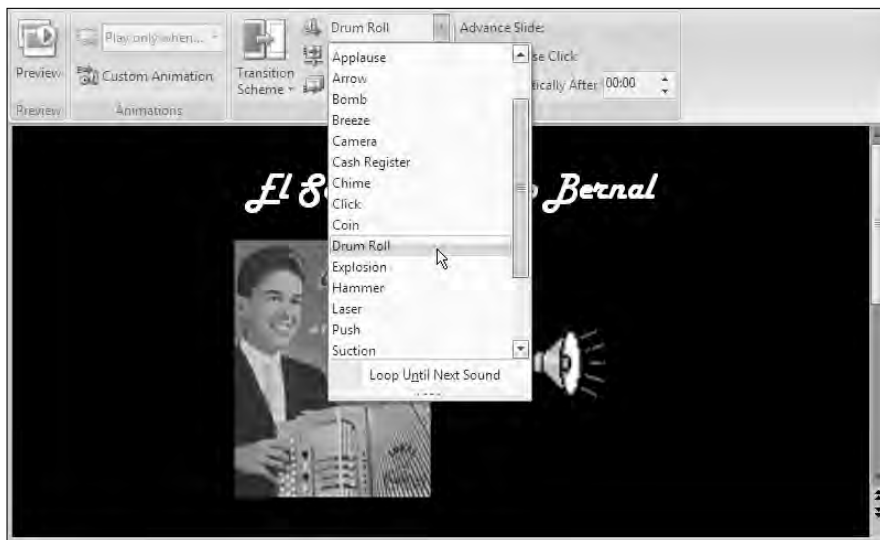 Preview
Preview
Play only when...
Custom Animation
Animations
Transition
Scheme
Drum Roll
Advance Slide:
se Click
tically After 00:00
Applause
Arrow
Bomb
Breeze
Camera
Cash Register
Chime
Click
Coin
Drum Roll
Explosion
Hammer
Laser
Push
Suction
Loop Until Next Sound
El S
Bernal